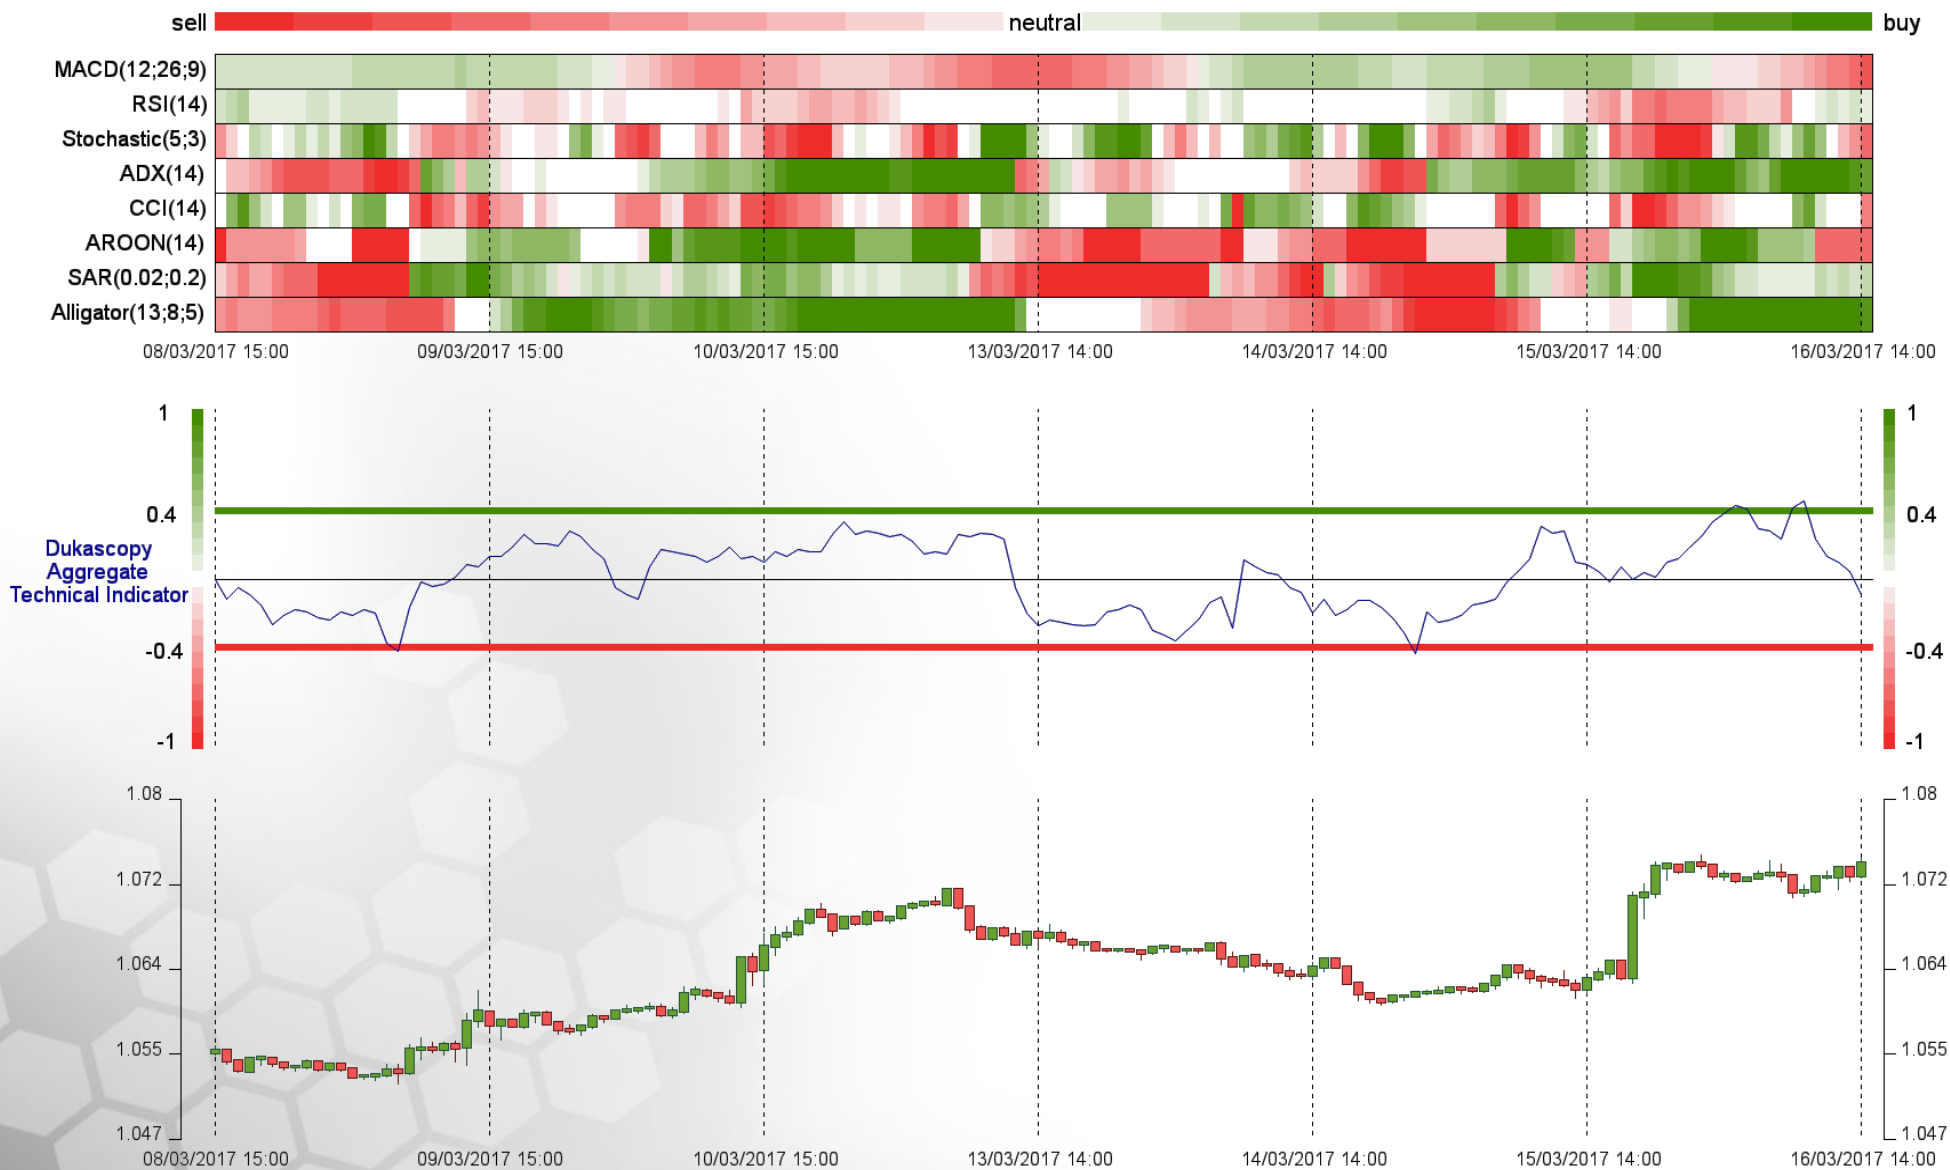 sell neutral buy
MACD(12;26;9)
RSI(14)
Stochastic(5;3)
ADX(14)
CCI(14)
AROON(14)
SAR(0.02;0.2)
Alligator(13;8;5)
08/03/2017 15:00 09/03/2017 15:00 10/03/2017 15:00 13/03/2017 14:00 14/03/2017 14:00 15/03/2017 14:00 16/03/2017 14:00
1 1
0.4 0.4
Dukascopy
Aggregate
Technical Indicator
-0.4 -0.4
-1 -1
1.08 1.08
1.072 1.072
1.064 1.064
1.055 1.055
1.047 1.047
08/03/2017 15:00 09/03/2017 15:00 10/03/2017 15:00 13/03/2017 14:00 14/03/2017 14:00 15/03/2017 14:00 16/03/2017 14:00